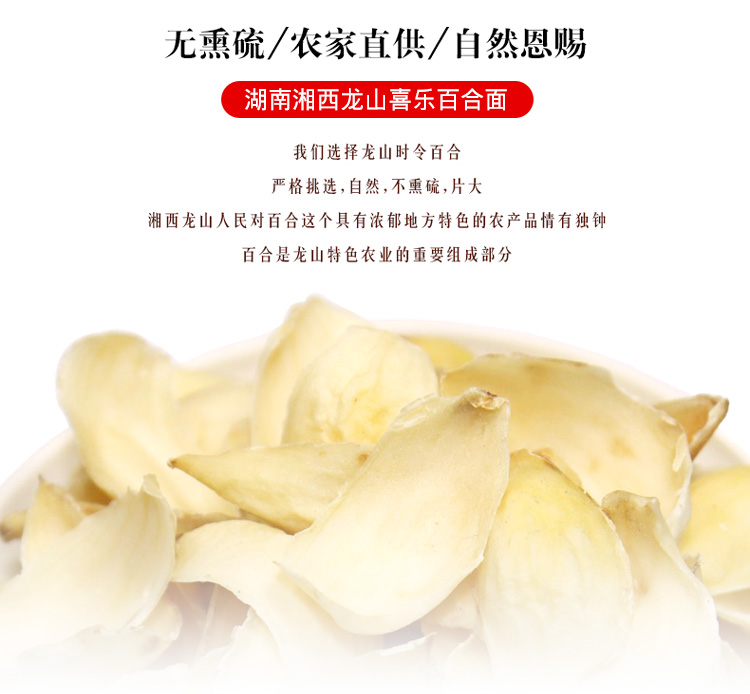 无熏硫/农家直供/自然恩赐
湖南湘西龙山喜乐百合面
我们选择龙山时令百合
严格挑选,自然,不熏硫,片大
湘西龙山人民对百合这个具有浓郁地方特色的农产品情有独钟
百合是龙山特色农业的重要组成部分